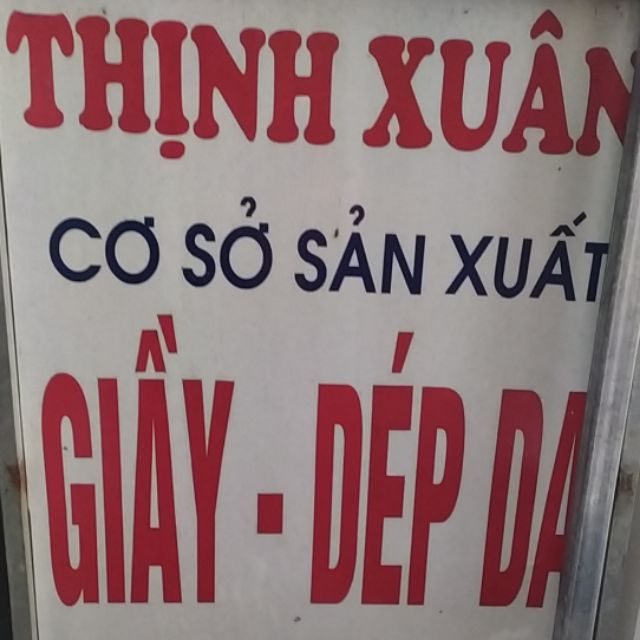 THỊNH XUÂN
CƠ SỞ SẢN XUẤT
GIẦY - DÉP DA